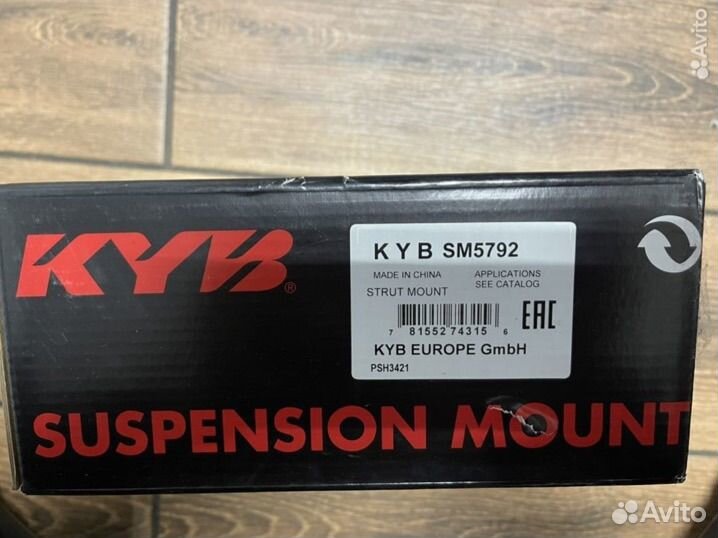 Avito
KYB®
K Y B SM5792
MADE IN CHINA APPLICATIONS
SEE CATALOG
STRUT MOUNT
7 81552 74315 6
EAC
KYB EUROPE GmbH
PSH3421
SUSPENSION MOUNT
Avito